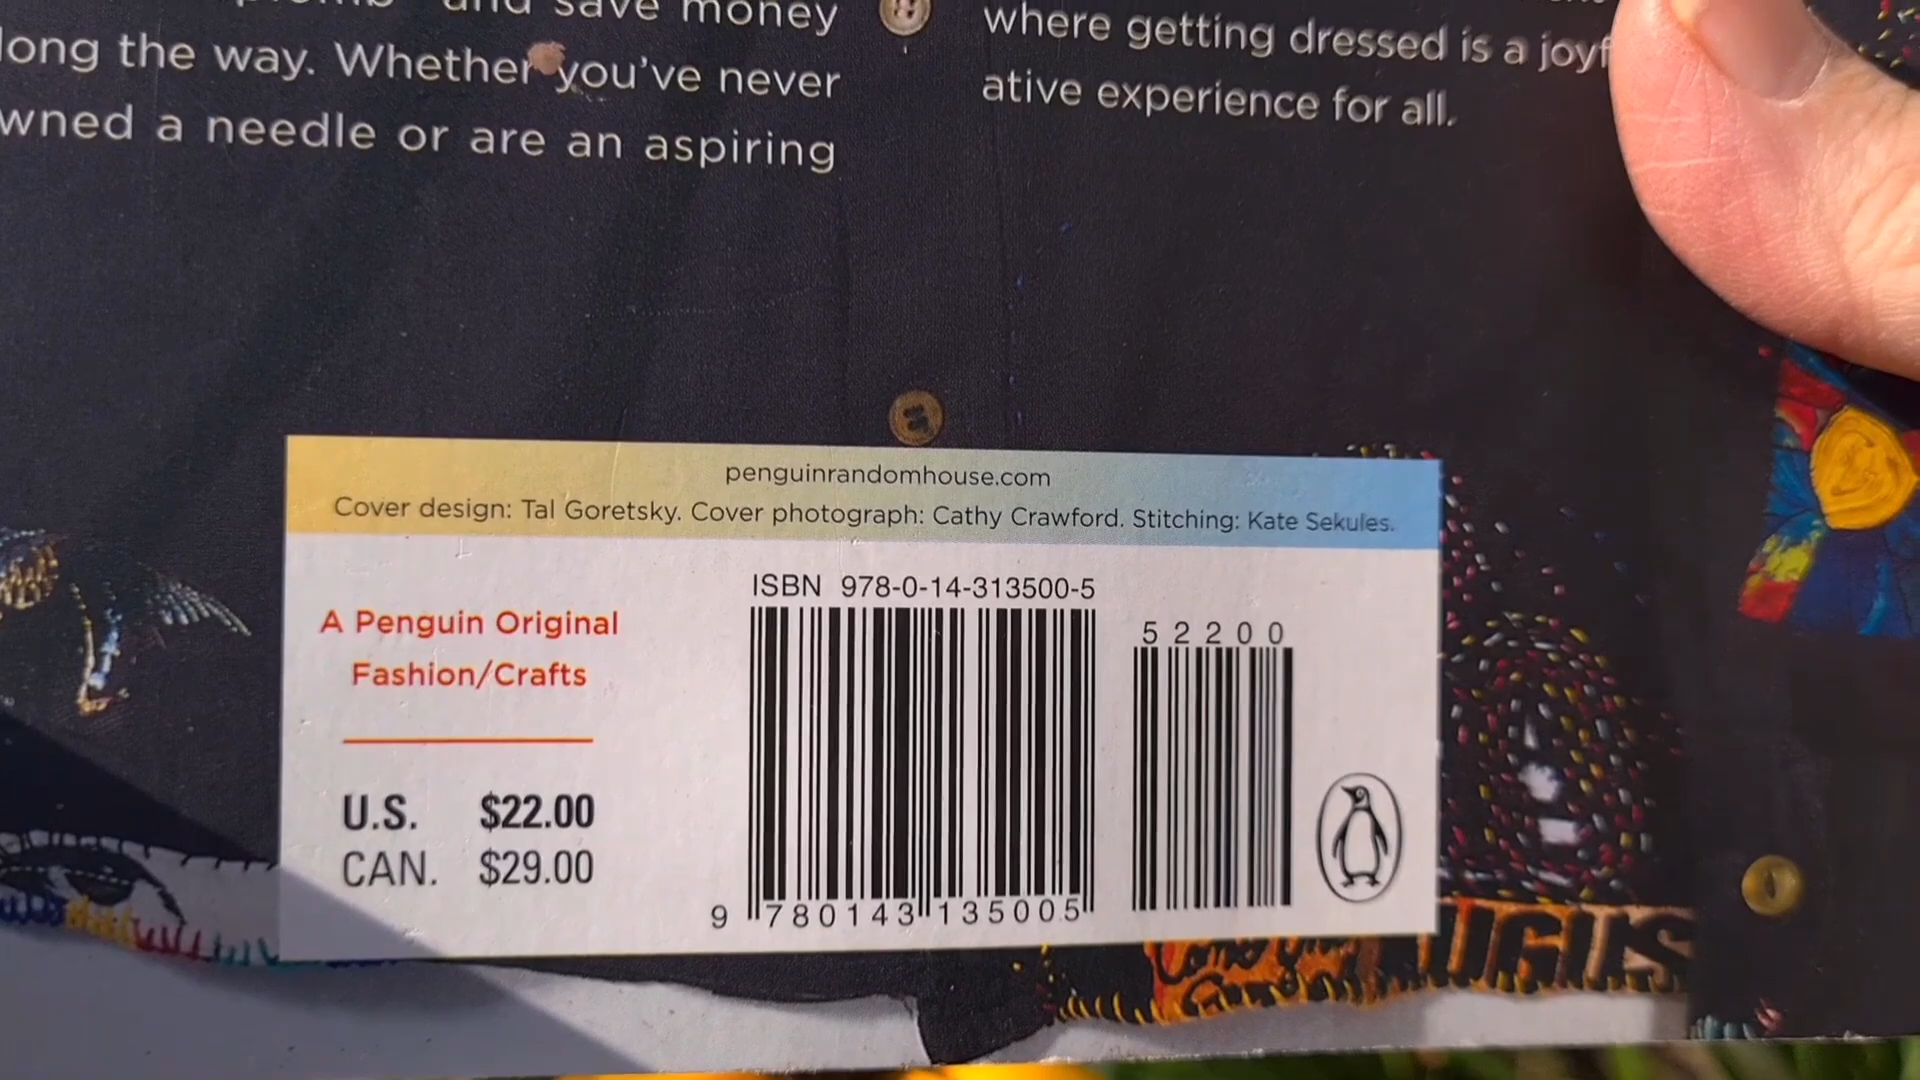 and save money
long the way. Whether you've never
wned a needle or are an aspiring
where getting dressed is a joyf
ative experience for all.
penguinrandomhouse.com
Cover design: Tal Goretsky. Cover photograph: Cathy Crawford. Stitching: Kate Sekules.
A Penguin Original
Fashion/Crafts
U.S. $22.00
CAN. $29.00
ISBN 978-0-14-313500-5
52200
9 780143 135005
UGUS